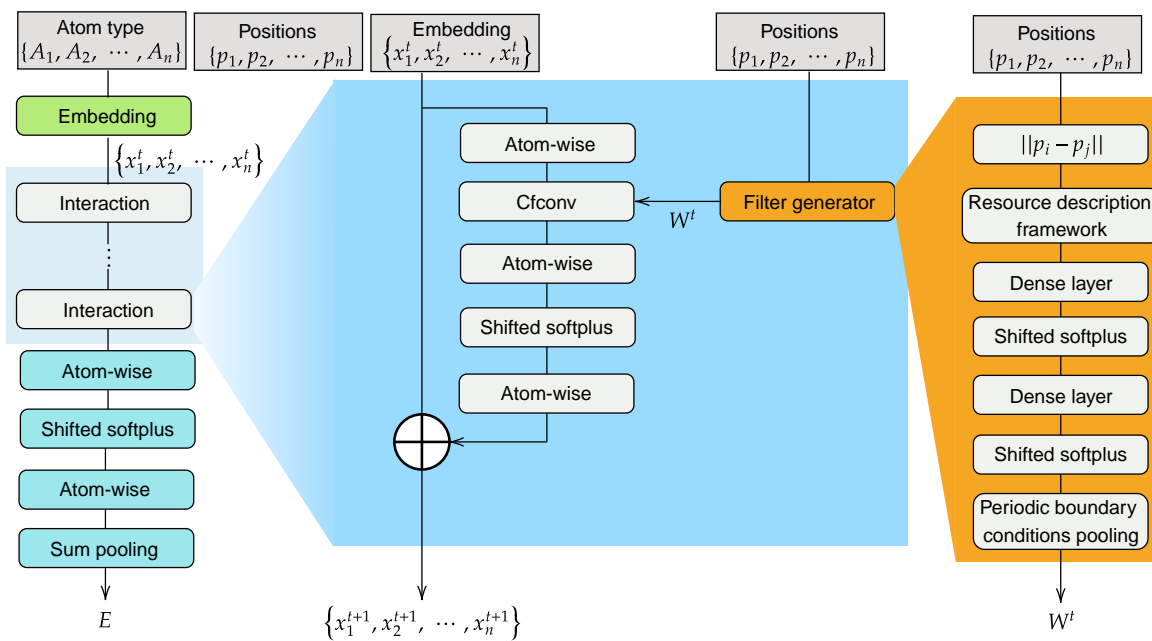 Atom type
{A₁, A₂, ⋯ , Aₙ}
Positions
{p₁, p₂, ⋯ , pₙ}
Embedding
{x₁ᵗ, x₂ᵗ, ⋯ , xₙᵗ}
Positions
{p₁, p₂, ⋯ , pₙ}
Positions
{p₁, p₂, ⋯ , pₙ}
Embedding
{x₁ᵗ, x₂ᵗ, ⋯ , xₙᵗ}
Interaction
⋮
Interaction
Atom-wise
Shifted softplus
Atom-wise
Sum pooling
E
Atom-wise
Cfconv
Wᵗ
Filter generator
Atom-wise
Shifted softplus
Atom-wise
{x₁ᵗ⁺¹, x₂ᵗ⁺¹, ⋯ , xₙᵗ⁺¹}
||pᵢ − pⱼ||
Resource description
framework
Dense layer
Shifted softplus
Dense layer
Shifted softplus
Periodic boundary
conditions pooling
Wᵗ